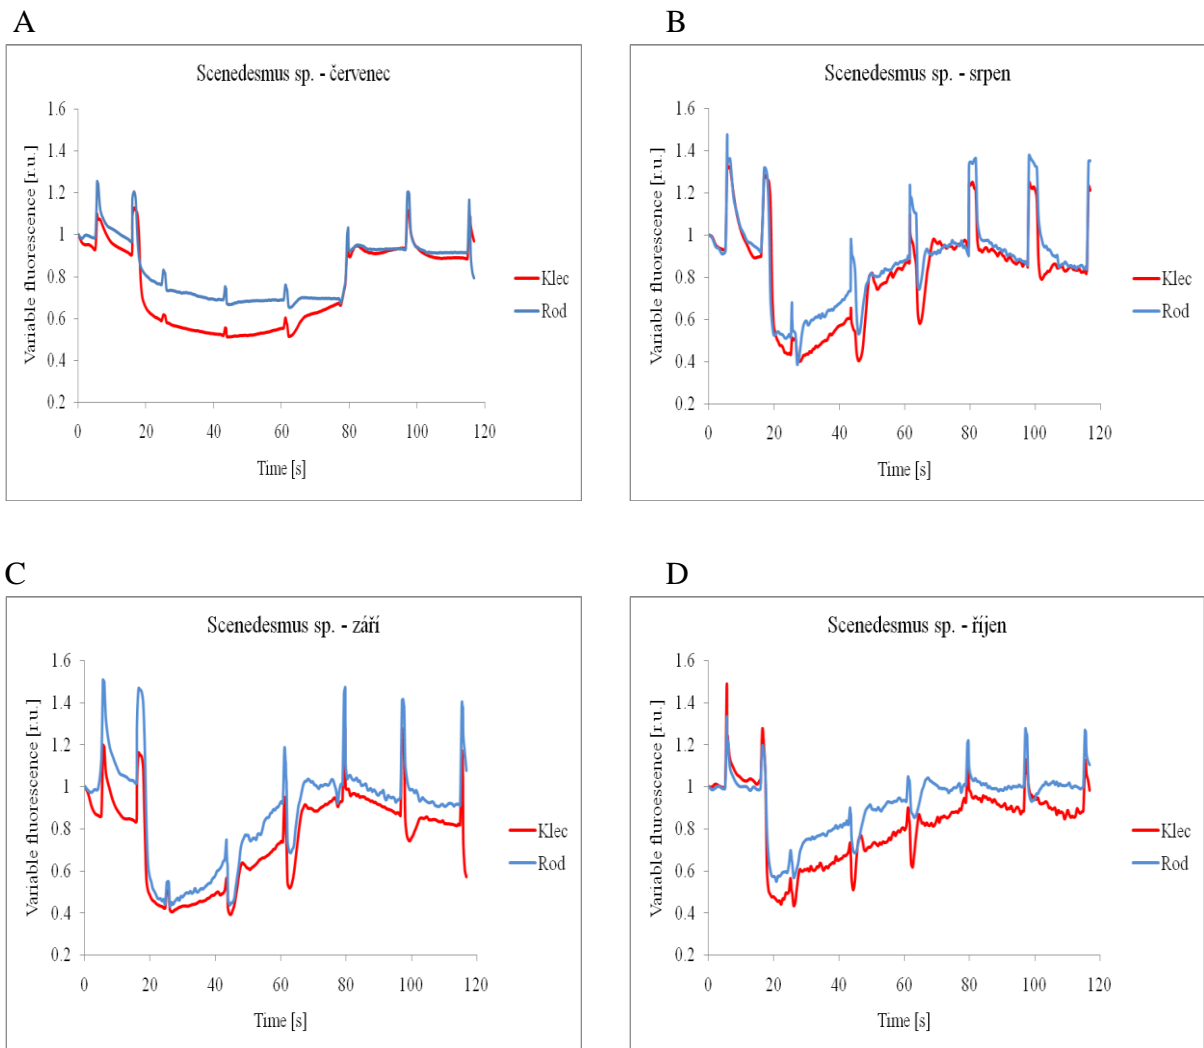 A
Scenedesmus sp. - červenec
Variable fluorescence [r.u.]
1.6
1.4
1.2
1
0.8
0.6
0.4
0.2
0 20 40 60 80 100 120
Time [s]
Klec
Rod
B
Scenedesmus sp. - srpen
Variable fluorescence [r.u.]
1.6
1.4
1.2
1
0.8
0.6
0.4
0.2
0 20 40 60 80 100 120
Time [s]
Klec
Rod
C
Scenedesmus sp. - září
Variable fluorescence [r.u.]
1.6
1.4
1.2
1
0.8
0.6
0.4
0.2
0 20 40 60 80 100 120
Time [s]
Klec
Rod
D
Scenedesmus sp. - říjen
Variable fluroescence [r.u.]
1.6
1.4
1.2
1
0.8
0.6
0.4
0.2
0 20 40 60 80 100 120
Time [s]
Klec
Rod